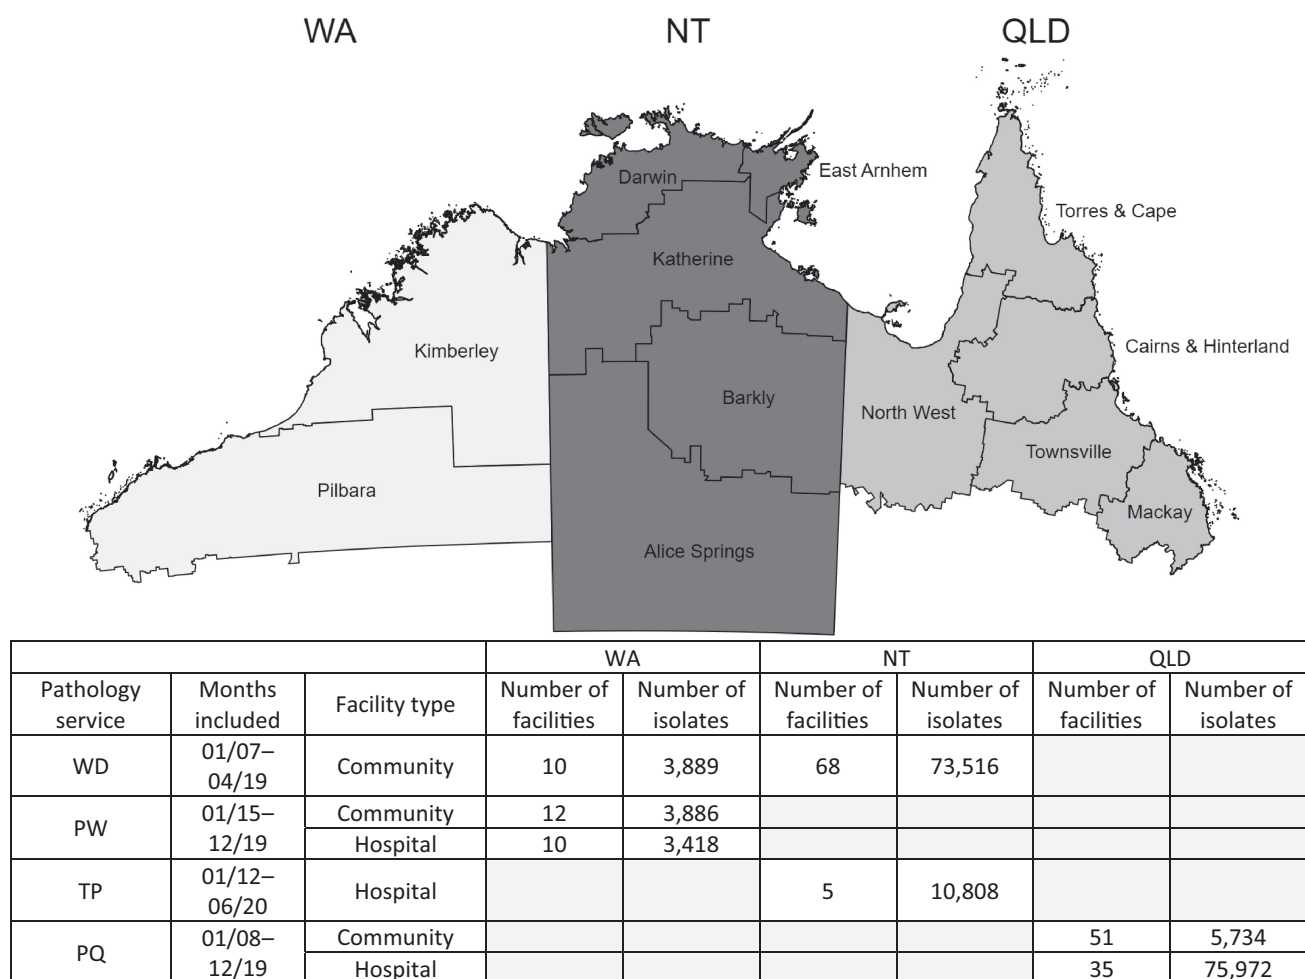 WA NT QLD
Darwin
East Arnhem
Torres & Cape
Katherine
Kimberley
Cairns & Hinterland
Barkly
North West
Townsville
Pilbara
Mackay
Alice Springs
WA NT QLD
Pathology service Months included Facility type Number of facilities Number of isolates Number of facilities Number of isolates Number of facilities Number of isolates
WD 01/07–04/19 Community 10 3,889 68 73,516
PW 01/15–12/19 Community 12 3,886
Hospital 10 3,418
TP 01/12–06/20 Hospital 5 10,808
PQ 01/08–12/19 Community 51 5,734
Hospital 35 75,972